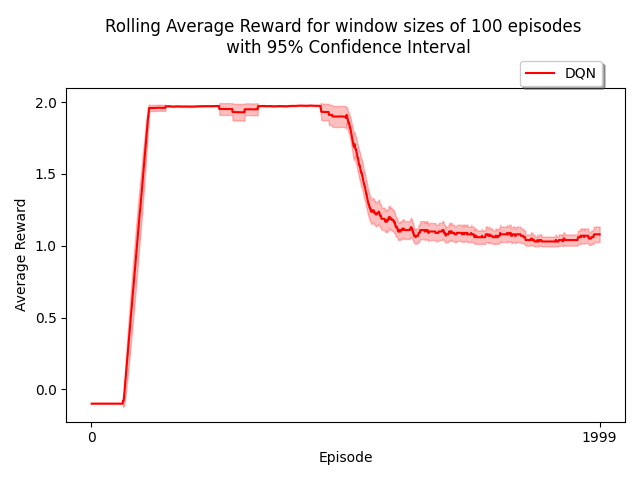 Rolling Average Reward for window sizes of 100 episodes
with 95% Confidence Interval
DQN
2.0
1.5
1.0
0.5
0.0
Average Reward
0
1999
Episode